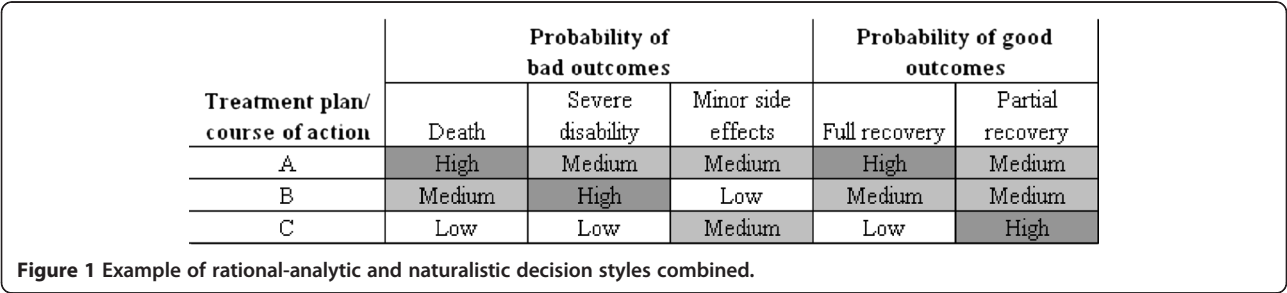 Probability of bad outcomes Probability of good outcomes
Treatment plan/ course of action Death Severe disability Minor side effects Full recovery Partial recovery
A High Medium Medium High Medium
B Medium High Low Medium Medium
C Low Low Medium Low High
Figure 1 Example of rational-analytic and naturalistic decision styles combined.